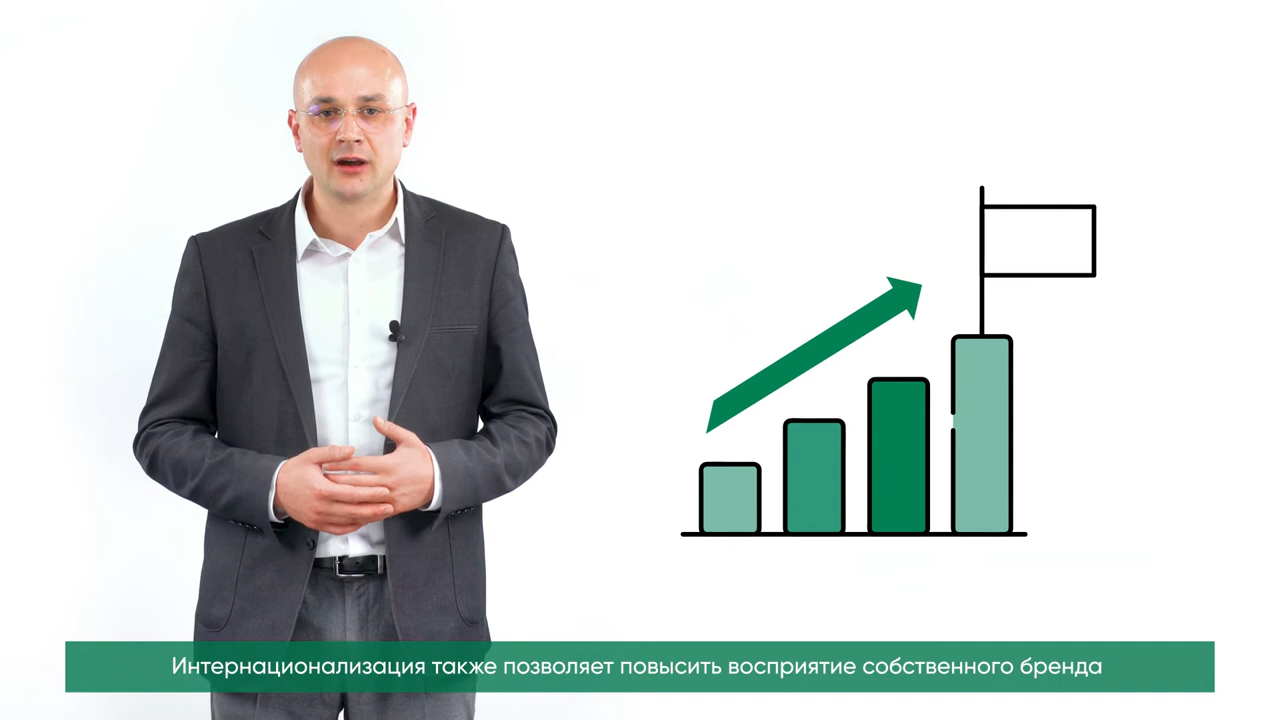 Интернационализация также позволяет повысить восприятие собственного бренда